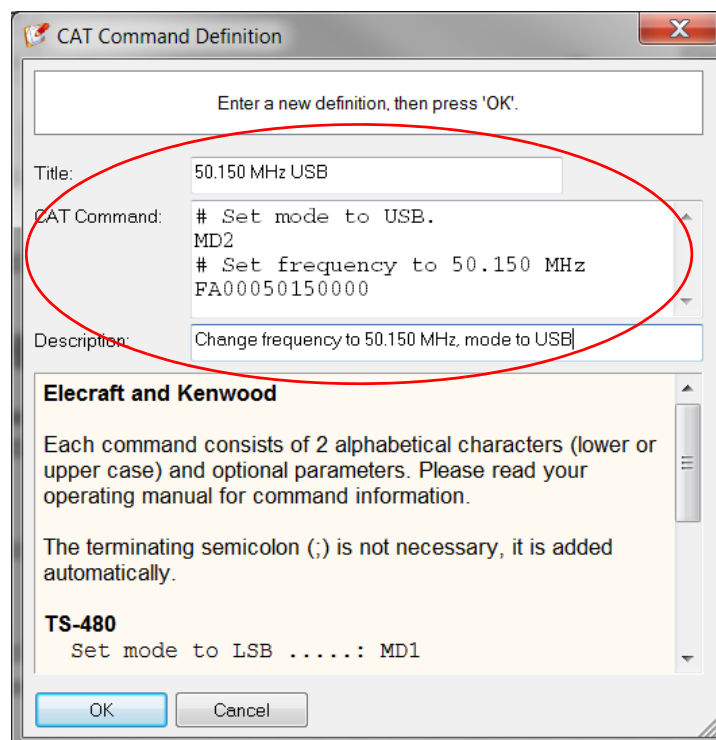 CAT Command Definition
Enter a new definition, then press 'OK'.
Title: 50.150 MHz USB
CAT Command: # Set mode to USB.
MD2
# Set frequency to 50.150 MHz
FA00050150000
Description: Change frequency to 50.150 MHz, mode to USB
Elecraft and Kenwood
Each command consists of 2 alphabetical characters (lower or
upper case) and optional parameters. Please read your
operating manual for command information.
The terminating semicolon (;) is not necessary, it is added
automatically.
TS-480
Set mode to LSB .....: MD1
OK Cancel